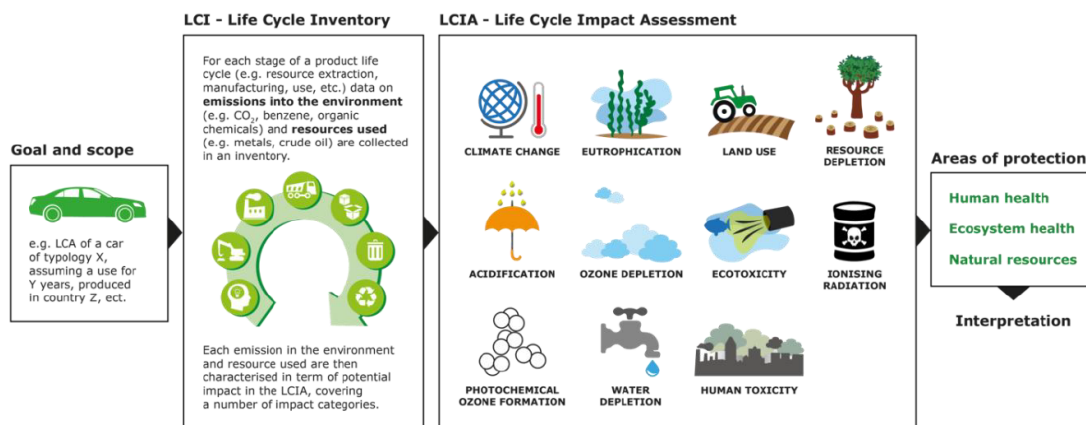 Goal and scope
e.g. LCA of a car
of typology X,
assuming a use for
Y years, produced
in country Z, ect.
LCI - Life Cycle Inventory
For each stage of a product life
cycle (e.g. resource extraction,
manufacturing, use, etc.) data on
emissions into the environment
(e.g. CO₂, benzene, organic
chemicals) and resources used
(e.g. metals, crude oil) are collected
in an inventory.
Each emission in the environment
and resource used are then
characterised in term of potential
impact in the LCIA, covering
a number of impact categories.
LCIA - Life Cycle Impact Assessment
CLIMATE CHANGE
EUTROPHICATION
LAND USE
RESOURCE
DEPLETION
ACIDIFICATION
OZONE DEPLETION
ECOTOXICITY
IONISING
RADIATION
PHOTOCHEMICAL
OZONE FORMATION
WATER
DEPLETION
HUMAN TOXICITY
Areas of protection
Human health
Ecosystem health
Natural resources
Interpretation